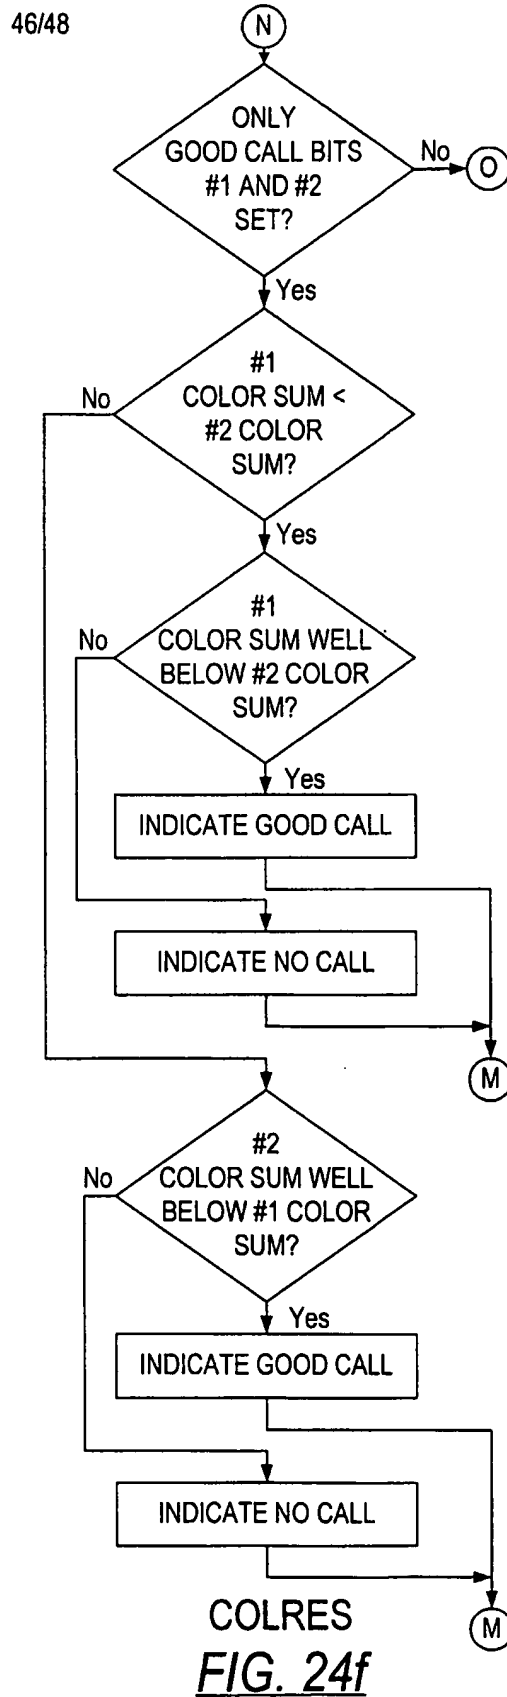 46/48
N
ONLY
GOOD CALL BITS
#1 AND #2
SET?
No
O
Yes
#1
COLOR SUM <
#2 COLOR
SUM?
No
Yes
#1
COLOR SUM WELL
BELOW #2 COLOR
SUM?
No
Yes
INDICATE GOOD CALL
INDICATE NO CALL
M
#2
COLOR SUM WELL
BELOW #1 COLOR
SUM?
No
Yes
INDICATE GOOD CALL
INDICATE NO CALL
M
COLRES
FIG. 24f